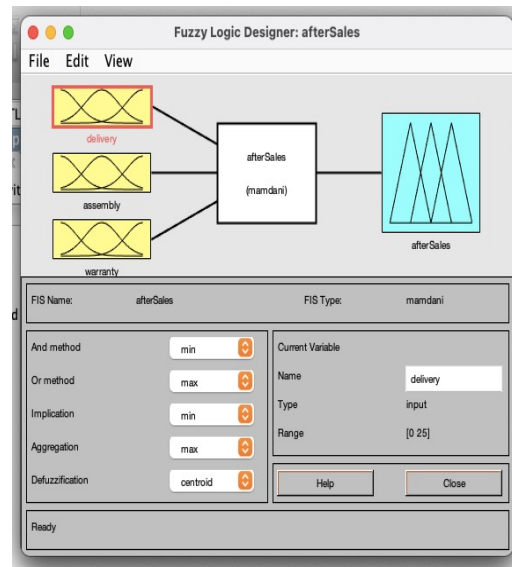 Fuzzy Logic Designer: afterSales
File Edit View
delivery
assembly
warranty
afterSales
(mamdani)
afterSales
FIS Name: afterSales FIS Type: mamdani
And method min
Or method max
Implication min
Aggregation max
Defuzzification centroid
Current Variable
Name delivery
Type input
Range [0 25]
Help Close
Ready